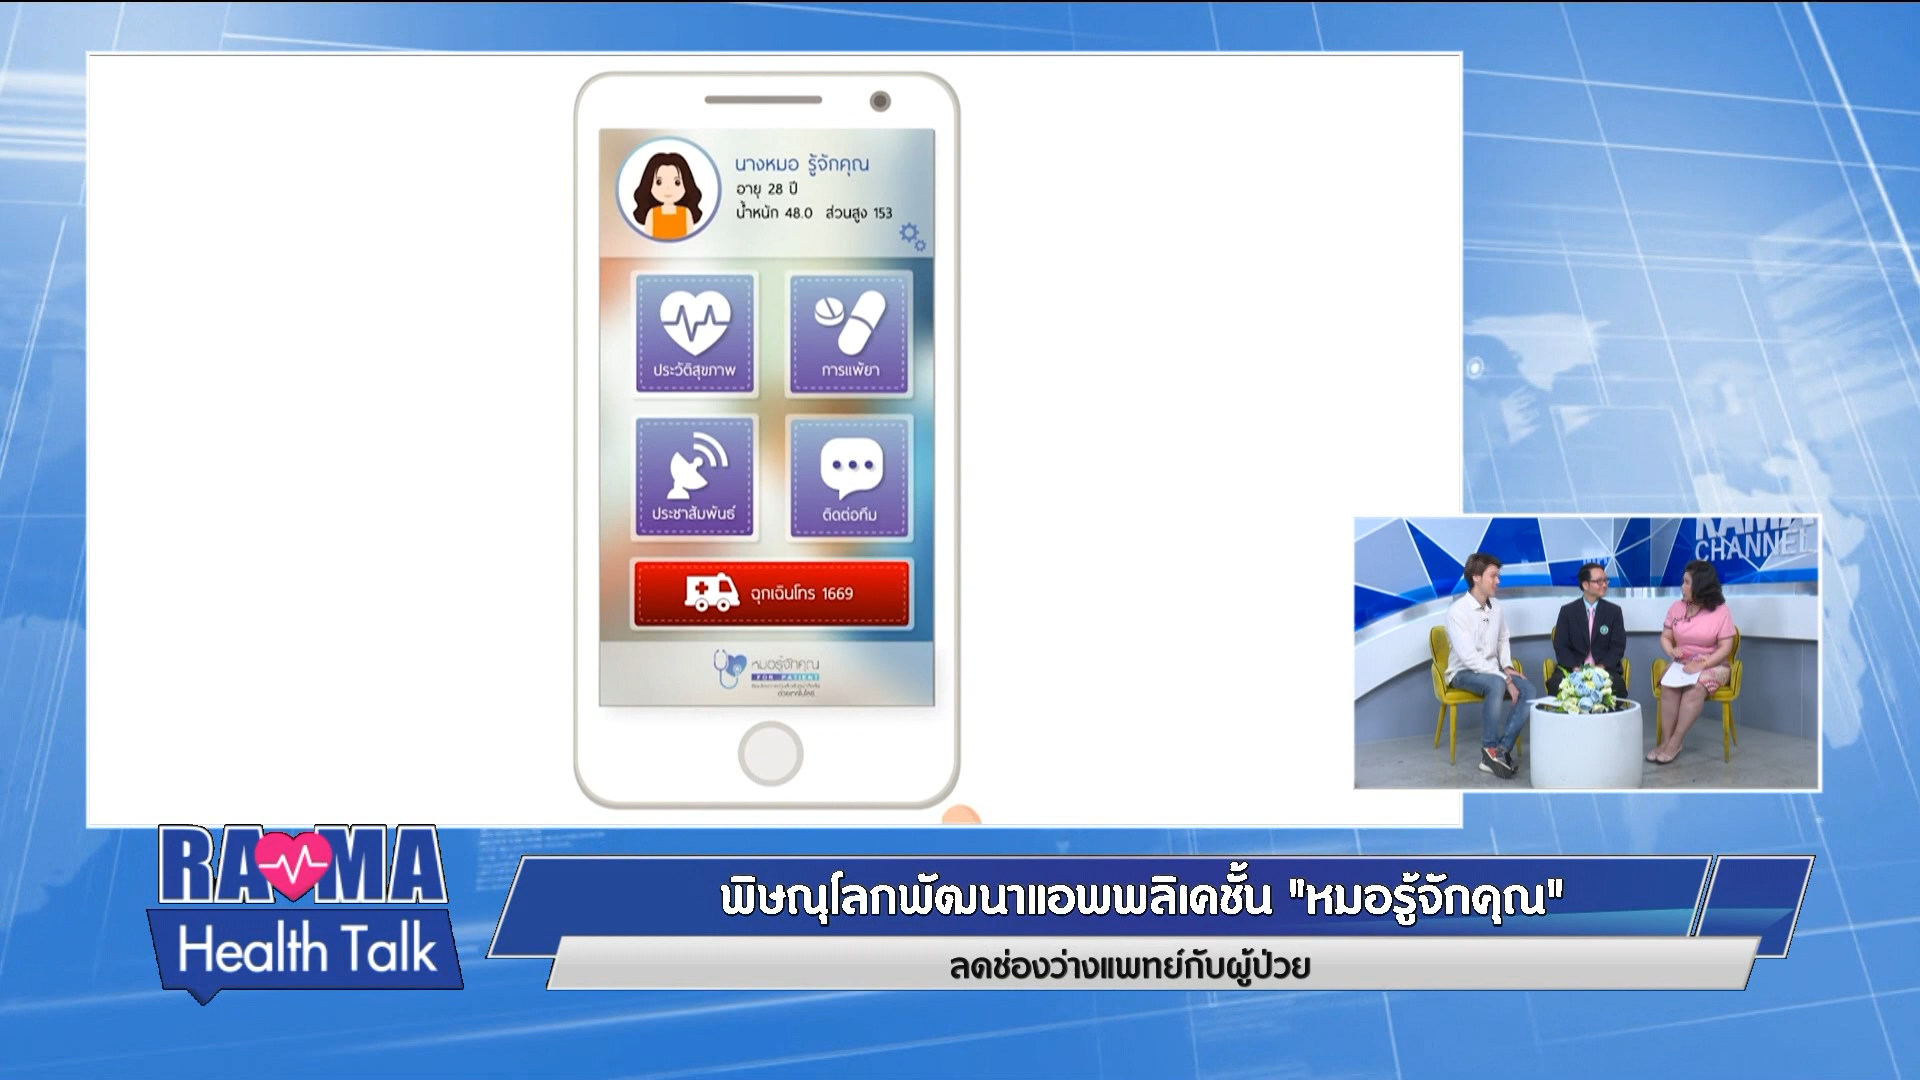 นางหมอ รู้จักคุณ
อายุ 28 ปี
น้ำหนัก 48.0 ส่วนสูง 153
ประวัติสุขภาพ
การแพ้ยา
ประชาสัมพันธ์
ติดต่อทีม
ฉุกเฉินโทร 1669
หมอรู้จักคุณ
FOR PATIENT
RAMA
CHANNEL
RAMA
Health Talk
พิษณุโลกพัฒนาแอพพลิเคชั้น "หมอรู้จักคุณ"
ลดช่องว่างแพทย์กับผู้ป่วย